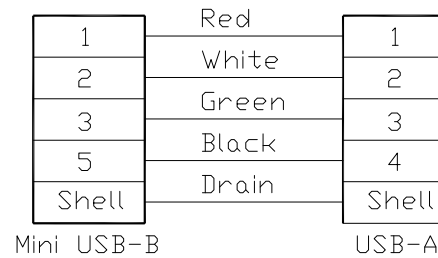 Red
1 1
White
2 2
Green
3 3
Black
5 4
Drain
Shell Shell
Mini USB-B USB-A